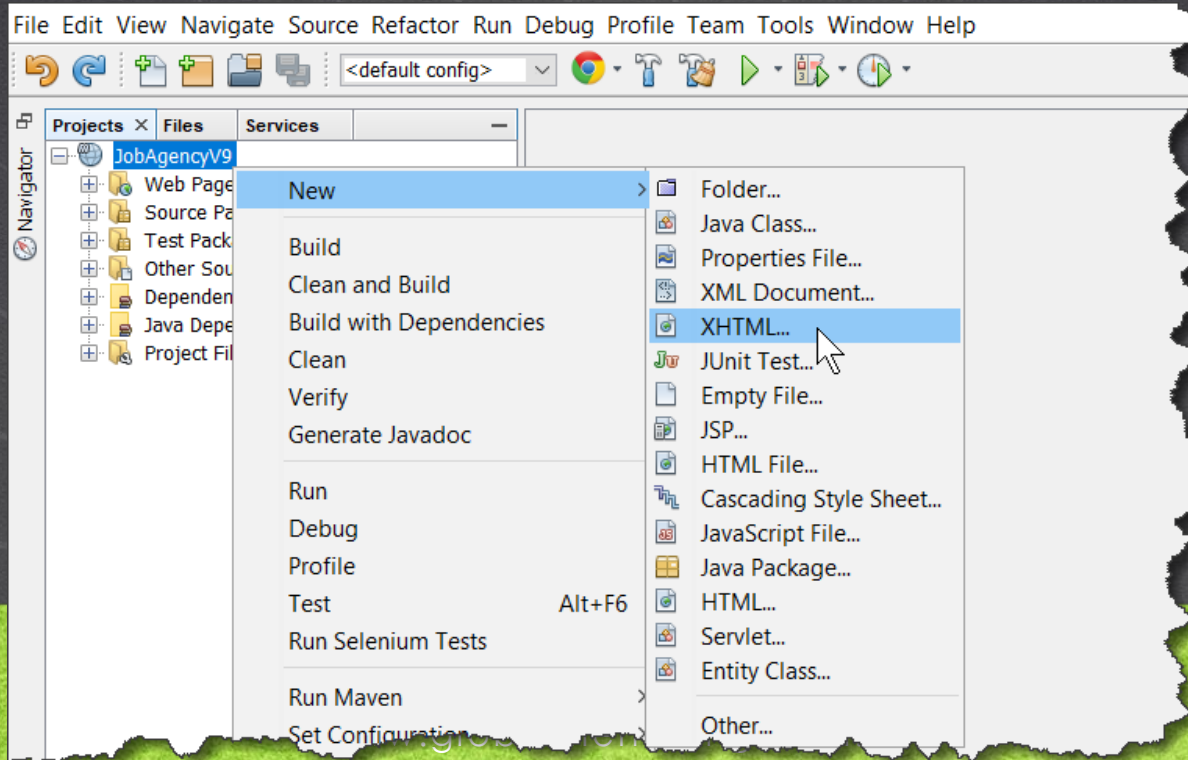 File Edit View Navigate Source Refactor Run Debug Profile Team Tools Window Help
<default config>
Projects Files Services
Navigator
JobAgencyV9
Web Page
Source Pa
Test Pack
Other Sou
Dependen
Java Depe
Project Fil
New
Build
Clean and Build
Build with Dependencies
Clean
Verify
Generate Javadoc
Run
Debug
Profile
Test Alt+F6
Run Selenium Tests
Run Maven
Set Configuration
Folder...
Java Class...
Properties File...
XML Document...
XHTML...
JUnit Test...
Empty File...
JSP...
HTML File...
Cascading Style Sheet...
JavaScript File...
Java Package...
HTML...
Servlet...
Entity Class...
Other...